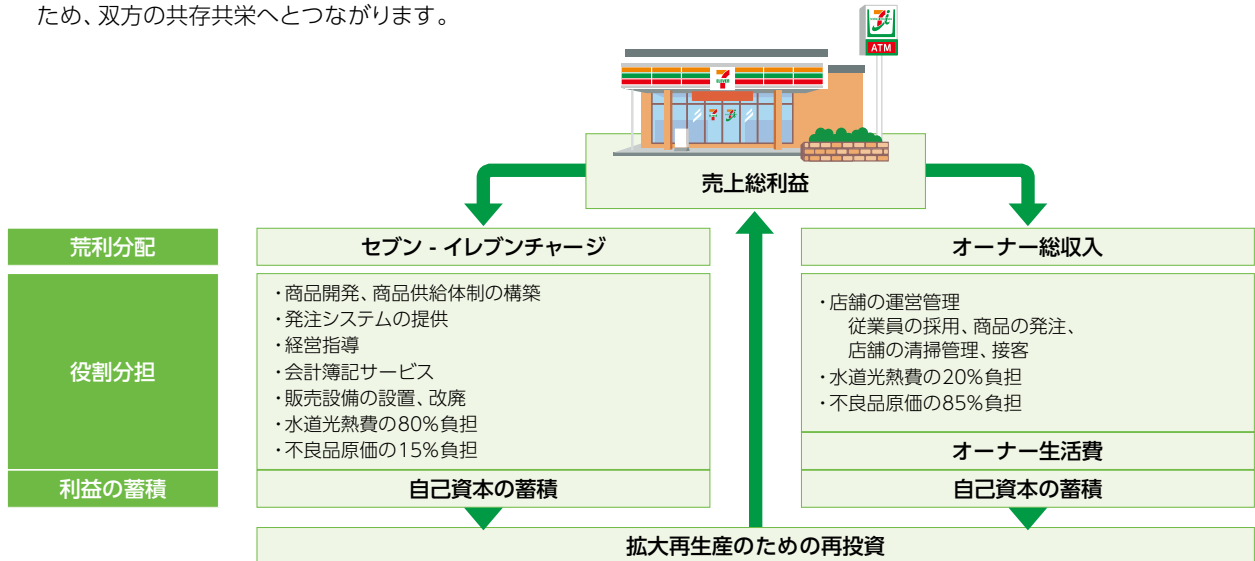 ため、双方の共存共栄へとつながります。
ATM
ELEVEN
売上総利益
荒利分配
セブン - イレブンチャージ
オーナー総収入
役割分担
・商品開発、商品供給体制の構築
・発注システムの提供
・経営指導
・会計簿記サービス
・販売設備の設置、改廃
・水道光熱費の80%負担
・不良品原価の15%負担
・店舗の運営管理
従業員の採用、商品の発注、
店舗の清掃管理、接客
・水道光熱費の20%負担
・不良品原価の85%負担
オーナー生活費
利益の蓄積
自己資本の蓄積
自己資本の蓄積
拡大再生産のための再投資